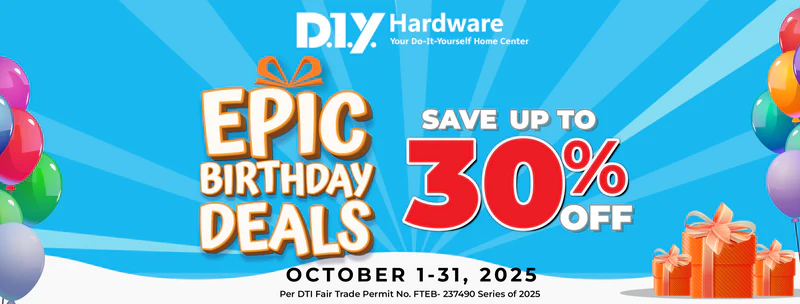 D.I.Y. Hardware
Your Do-It-Yourself Home Center
EPIC
BIRTHDAY
DEALS
SAVE UP TO
30%
OFF
OCTOBER 1-31, 2025
Per DTI Fair Trade Permit No. FTEB- 237490 Series of 2025